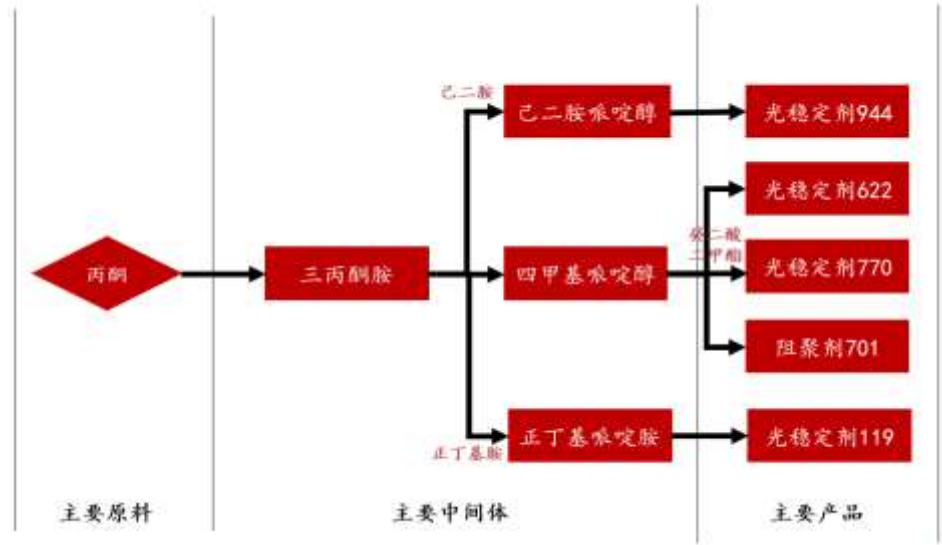 己二胺
己二胺哌啶醇
光稳定剂944
光稳定剂622
丙酮
三丙酮胺
四甲基哌啶醇
癸二酸
二甲酯
光稳定剂770
阻聚剂701
正丁基胺
正丁基哌啶胺
光稳定剂119
主要原料
主要中间体
主要产品